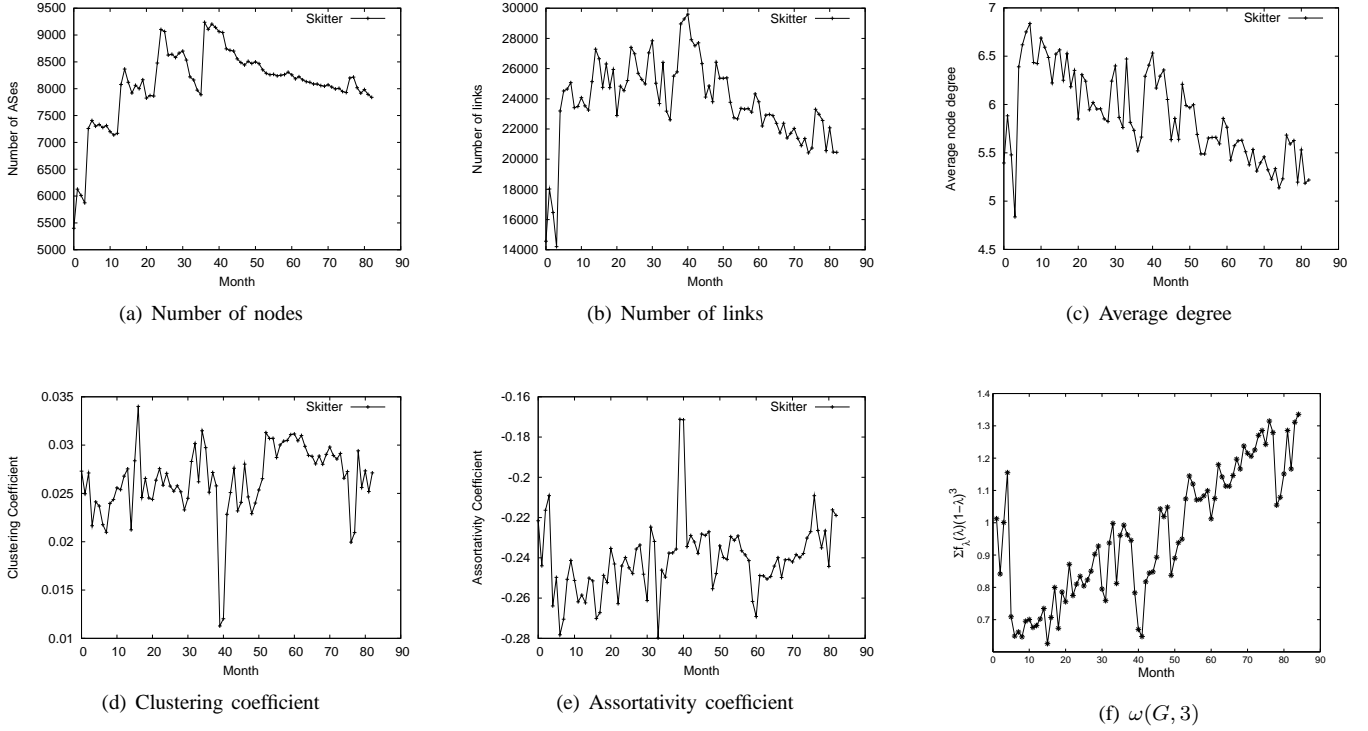 9500
9000
8500
8000
7500
7000
6500
6000
5500
5000
0 10 20 30 40 50 60 70 80 90
Number of ASes
Month
Skitter
(a) Number of nodes
30000
28000
26000
24000
22000
20000
18000
16000
14000
0 10 20 30 40 50 60 70 80 90
Number of links
Month
Skitter
(b) Number of links
7
6.5
6
5.5
5
4.5
0 10 20 30 40 50 60 70 80 90
Average node degree
Month
Skitter
(c) Average degree
0.035
0.03
0.025
0.02
0.015
0.01
0 10 20 30 40 50 60 70 80 90
Clustering Coefficient
Month
Skitter
(d) Clustering coefficient
-0.16
-0.18
-0.2
-0.22
-0.24
-0.26
-0.28
0 10 20 30 40 50 60 70 80 90
Assortativity Coefficient
Month
Skitter
(e) Assortativity coefficient
1.4
1.3
1.2
1.1
1
0.9
0.8
0.7
0 10 20 30 40 50 60 70 80 90
Σf_λ(λ)(1−λ)^3
Month
(f) ω(G, 3)